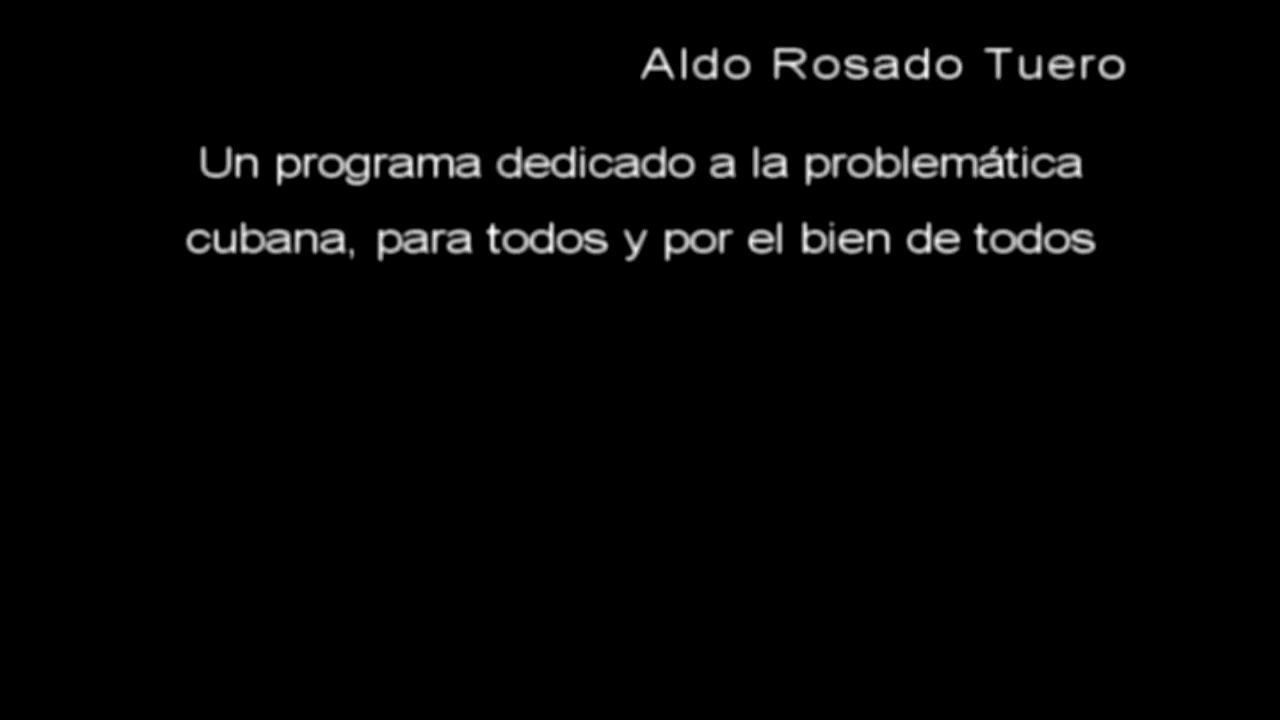 Aldo Rosado Tuero
Un programa dedicado a la problemática
cubana, para todos y por el bien de todos